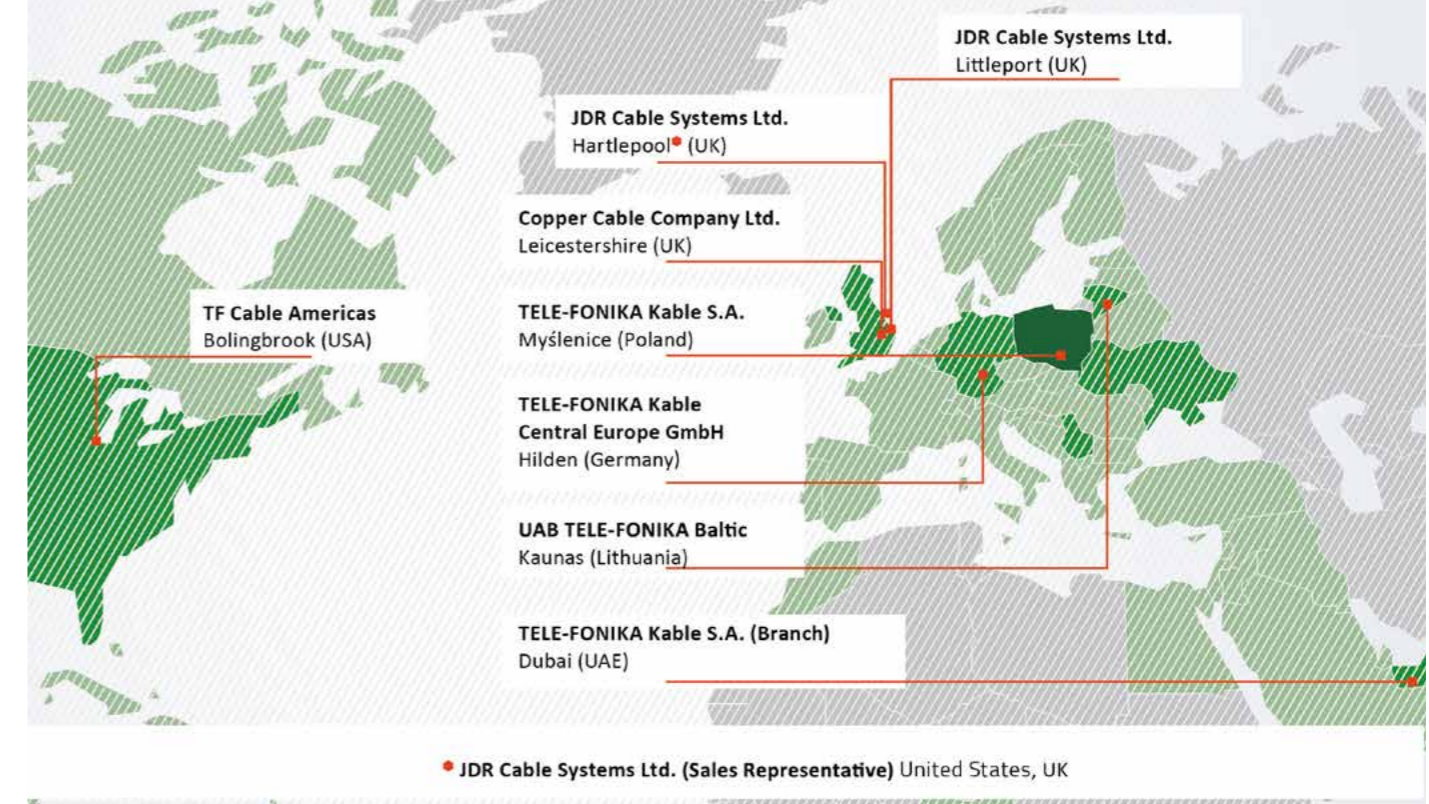 JDR Cable Systems Ltd.
Littleport (UK)
JDR Cable Systems Ltd.
Hartlepool (UK)
Copper Cable Company Ltd.
Leicestershire (UK)
TF Cable Americas
Bolingbrook (USA)
TELE-FONIKA Kable S.A.
Myślenice (Poland)
TELE-FONIKA Kable
Central Europe GmbH
Hilden (Germany)
UAB TELE-FONIKA Baltic
Kaunas (Lithuania)
TELE-FONIKA Kable S.A. (Branch)
Dubai (UAE)
JDR Cable Systems Ltd. (Sales Representative) United States, UK